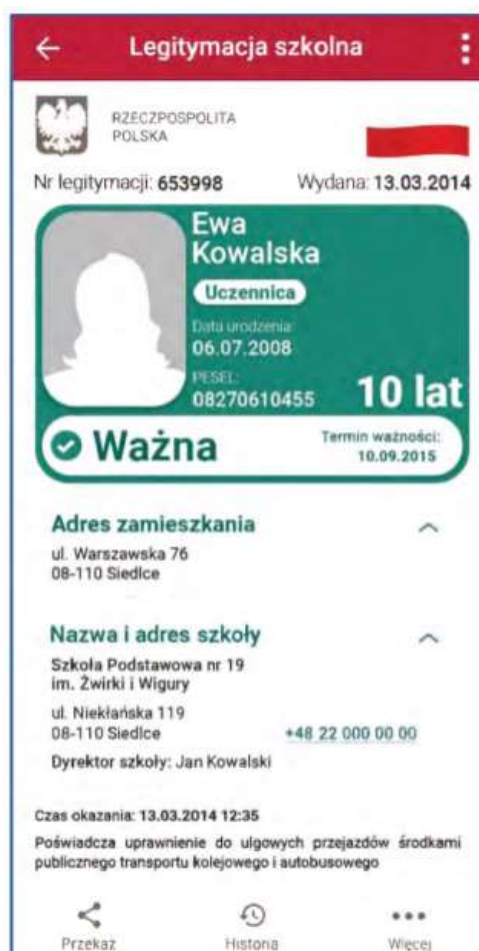 Legitymacja szkolna
RZECZPOSPOLITA
POLSKA
Nr legitymacji: 653998 Wydana: 13.03.2014
Ewa
Kowalska
Uczennica
Data urodzenia:
06.07.2008
PESEL:
08270610455
10 lat
Ważna
Termin ważności:
10.09.2015
Adres zamieszkania
ul. Warszawska 76
08-110 Siedlce
Nazwa i adres szkoły
Szkoła Podstawowa nr 19
im. Żwirki i Wigury
ul. Niekłańska 119
08-110 Siedlce +48 22 000 00 00
Dyrektor szkoły: Jan Kowalski
Czas okazania: 13.03.2014 12:35
Poświadcza uprawnienie do ulgowych przejazdów środkami
publicznego transportu kolejowego i autobusowego
Przekaż Historia Więcej